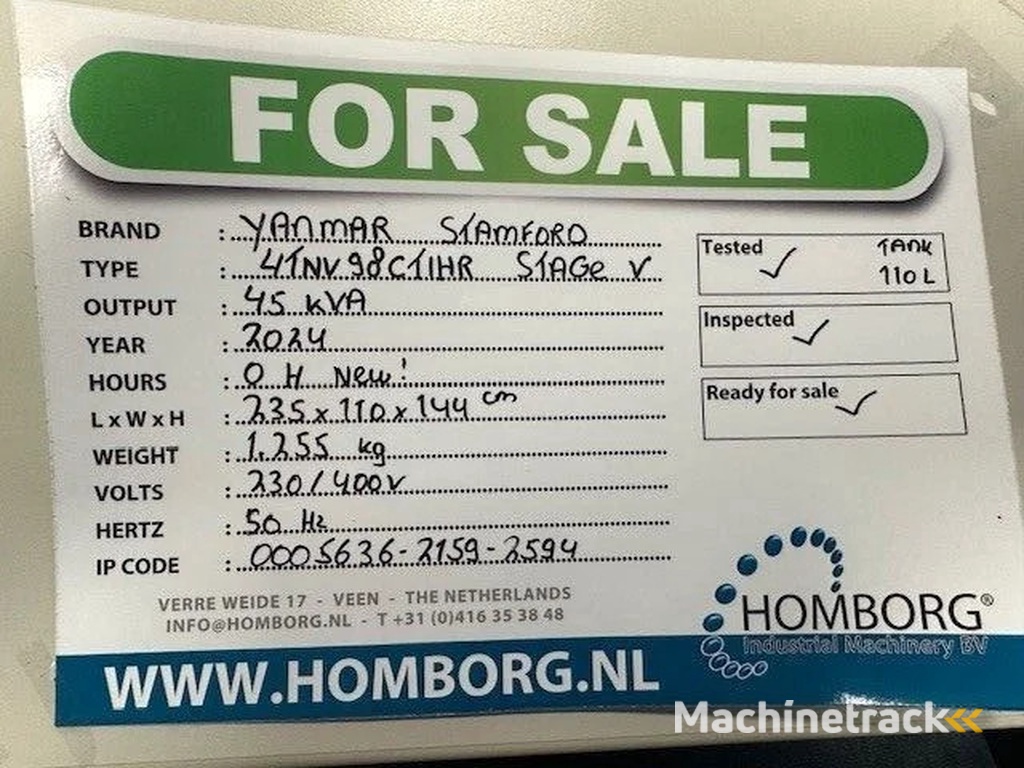 FOR SALE
BRAND : YANMAR STAMFORD
TYPE : 4TNV98CTIHR STAGE V
OUTPUT : 45 KVA
YEAR : 2024
HOURS : 0 H New!
L x W x H : 235 x 110 x 144 cm
WEIGHT : 1.255 kg
VOLTS : 230/400V
HERTZ : 50 Hz
IP CODE : 0005636-2159-2594
Tested ✓ TANK
110 L
Inspected ✓
Ready for sale ✓
VERRE WEIDE 17 - VEEN - THE NETHERLANDS
INFO@HOMBORG.NL - T +31 (0)416 35 38 48
HOMBORG®
Industrial Machinery BV
WWW.HOMBORG.NL
Machinetrack